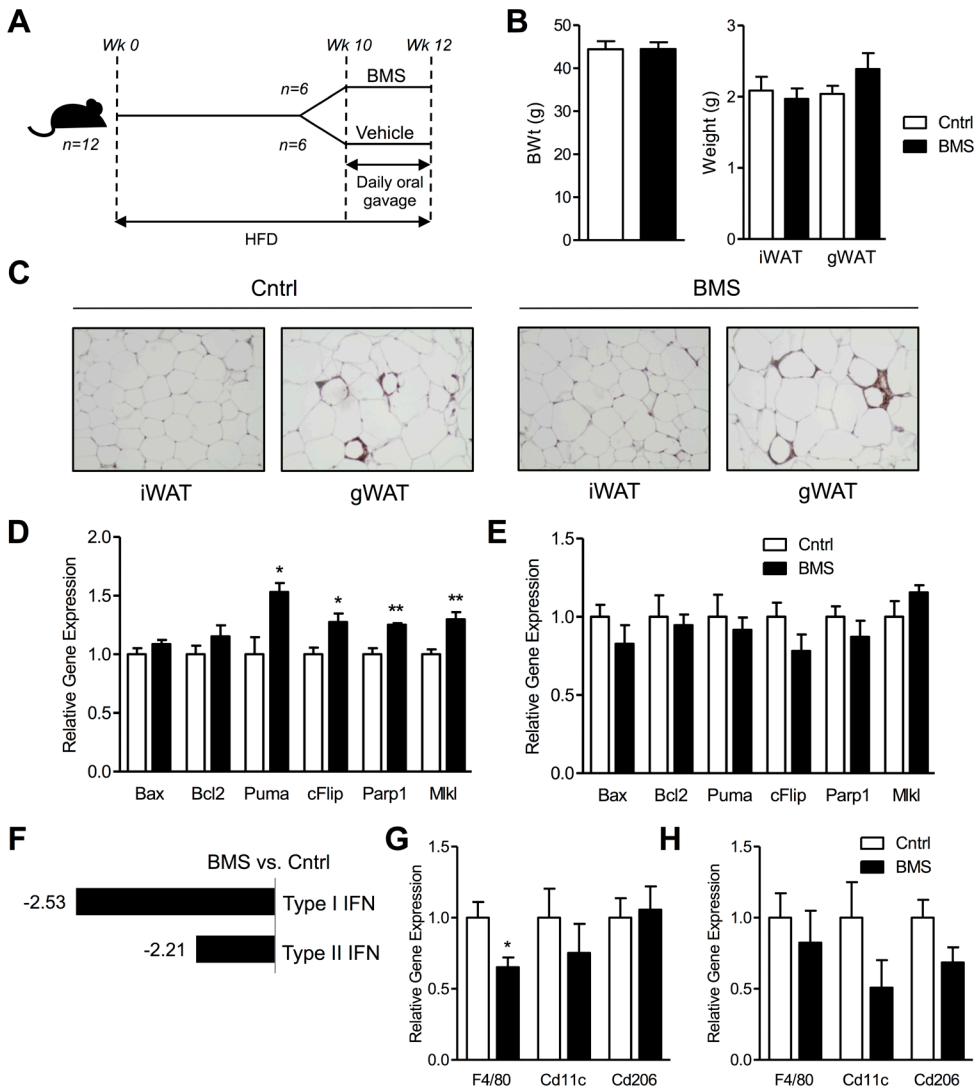 A
Wk 0
Wk 10
Wk 12
n=12
n=6
BMS
n=6
Vehicle
Daily oral
gavage
HFD
B
BWt (g)
50
40
30
20
10
0
Weight (g)
3
2
1
0
iWAT
gWAT
Cntrl
BMS
C
Cntrl
BMS
iWAT
gWAT
iWAT
gWAT
D
Relative Gene Expression
2.0
1.5
1.0
0.5
0.0
*
*
**
**
Bax
Bcl2
Puma
cFlip
Parp1
Mlkl
E
Relative Gene Expression
1.5
1.0
0.5
0.0
Cntrl
BMS
Bax
Bcl2
Puma
cFlip
Parp1
Mlkl
F
BMS vs. Cntrl
-2.53
Type I IFN
-2.21
Type II IFN
G
Relative Gene Expression
1.5
1.0
0.5
0.0
*
F4/80
Cd11c
Cd206
H
Relative Gene Expression
1.5
1.0
0.5
0.0
Cntrl
BMS
F4/80
Cd11c
Cd206